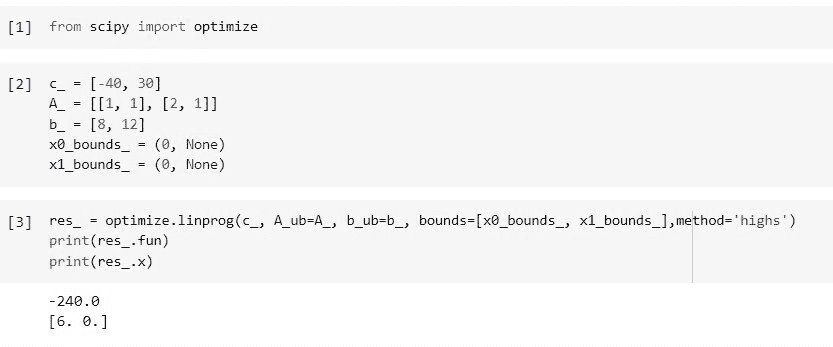 [1] from scipy import optimize
[2] c_ = [-40, 30]
A_ = [[1, 1], [2, 1]]
b_ = [8, 12]
x0_bounds_ = (0, None)
x1_bounds_ = (0, None)
[3] res_ = optimize.linprog(c_, A_ub=A_, b_ub=b_, bounds=[x0_bounds_, x1_bounds_],method='highs')
print(res_.fun)
print(res_.x)
-240.0
[6. 0.]